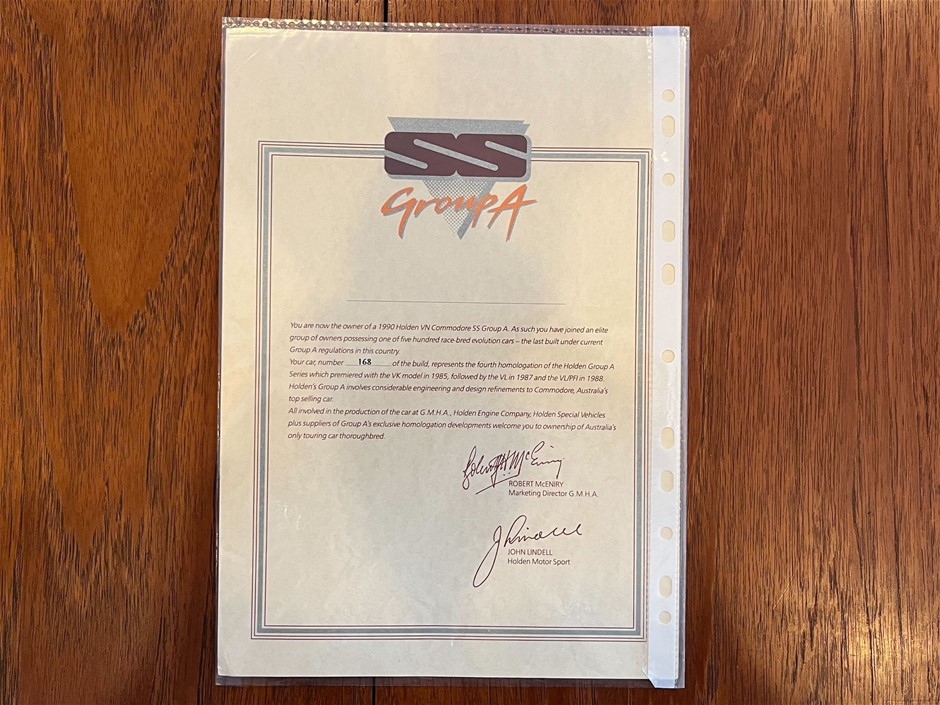 SS
Group A
You are now the owner of a 1990 Holden VN Commodore SS Group A. As such you have joined an elite
group of owners possessing one of five hundred race-bred evolution cars – the last built under current
Group A regulations in this country.
Your car, number 168 of the build, represents the fourth homologation of the Holden Group A
Series which premiered with the VK model in 1985, followed by the VL in 1987 and the VL/PFI in 1988.
Holden's Group A involves considerable engineering and design refinements to Commodore, Australia's
top selling car.
All involved in the production of the car at G.M.H.A., Holden Engine Company, Holden Special Vehicles
plus suppliers of Group A's exclusive homologation developments welcome you to ownership of Australia's
only touring car thoroughbred.
ROBERT McENIRY
Marketing Director G.M.H.A.
JOHN LINDELL
Holden Motor Sport